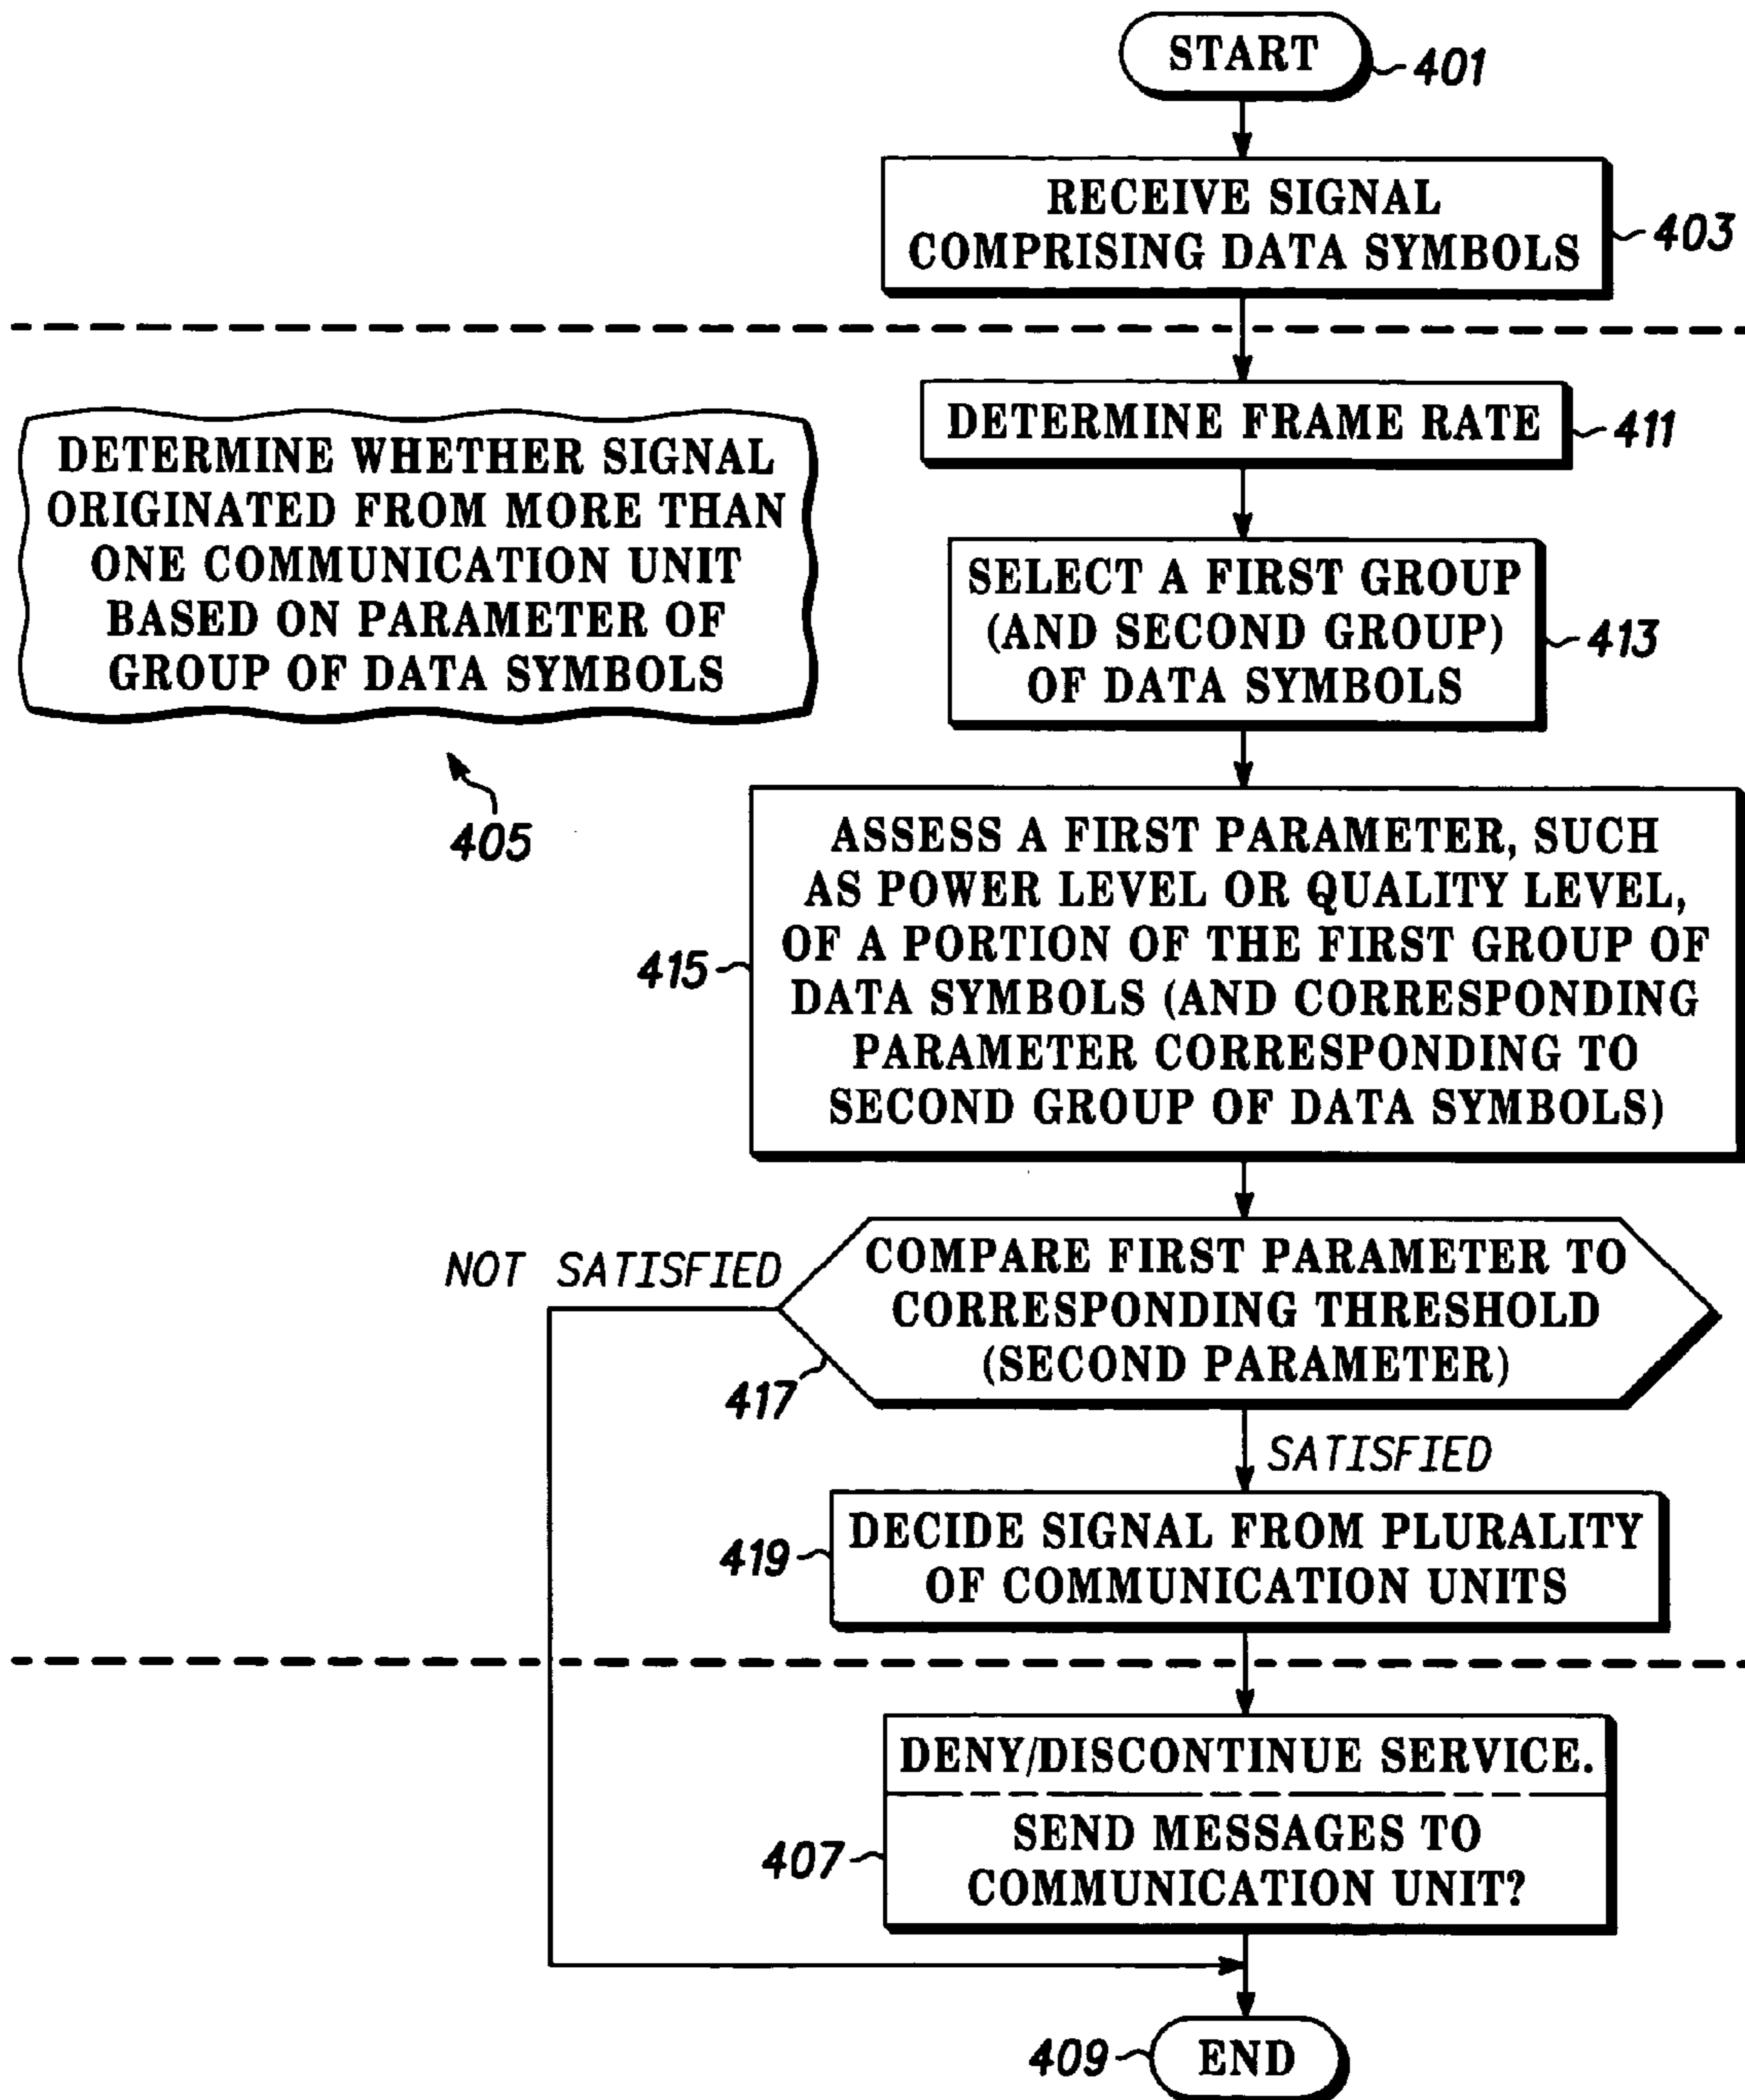 START
401
RECEIVE SIGNAL
COMPRISING DATA SYMBOLS
403
DETERMINE FRAME RATE
411
DETERMINE WHETHER SIGNAL
ORIGINATED FROM MORE THAN
ONE COMMUNICATION UNIT
BASED ON PARAMETER OF
GROUP OF DATA SYMBOLS
405
SELECT A FIRST GROUP
(AND SECOND GROUP)
OF DATA SYMBOLS
413
ASSESS A FIRST PARAMETER, SUCH
AS POWER LEVEL OR QUALITY LEVEL,
OF A PORTION OF THE FIRST GROUP OF
DATA SYMBOLS (AND CORRESPONDING
PARAMETER CORRESPONDING TO
SECOND GROUP OF DATA SYMBOLS)
415
COMPARE FIRST PARAMETER TO
CORRESPONDING THRESHOLD
(SECOND PARAMETER)
417
NOT SATISFIED
SATISFIED
DECIDE SIGNAL FROM PLURALITY
OF COMMUNICATION UNITS
419
DENY/DISCONTINUE SERVICE.
SEND MESSAGES TO
COMMUNICATION UNIT?
407
END
409